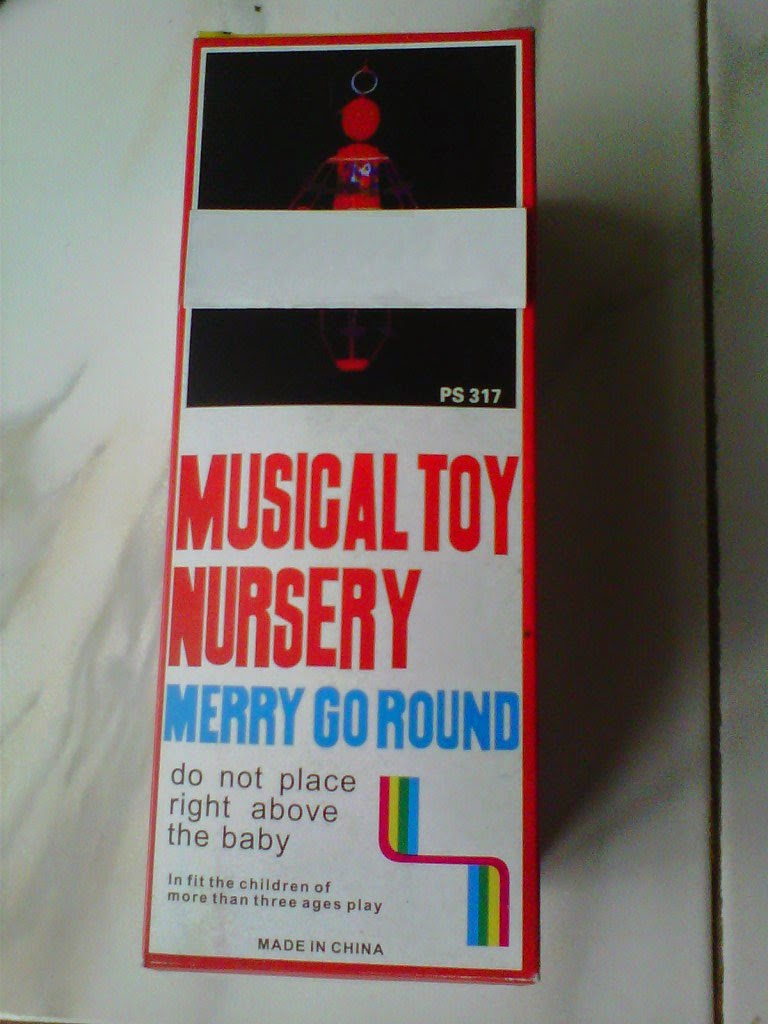 PS 317
MUSICAL TOY
NURSERY
MERRY GO ROUND
do not place
right above
the baby
In fit the children of
more than three ages play
MADE IN CHINA